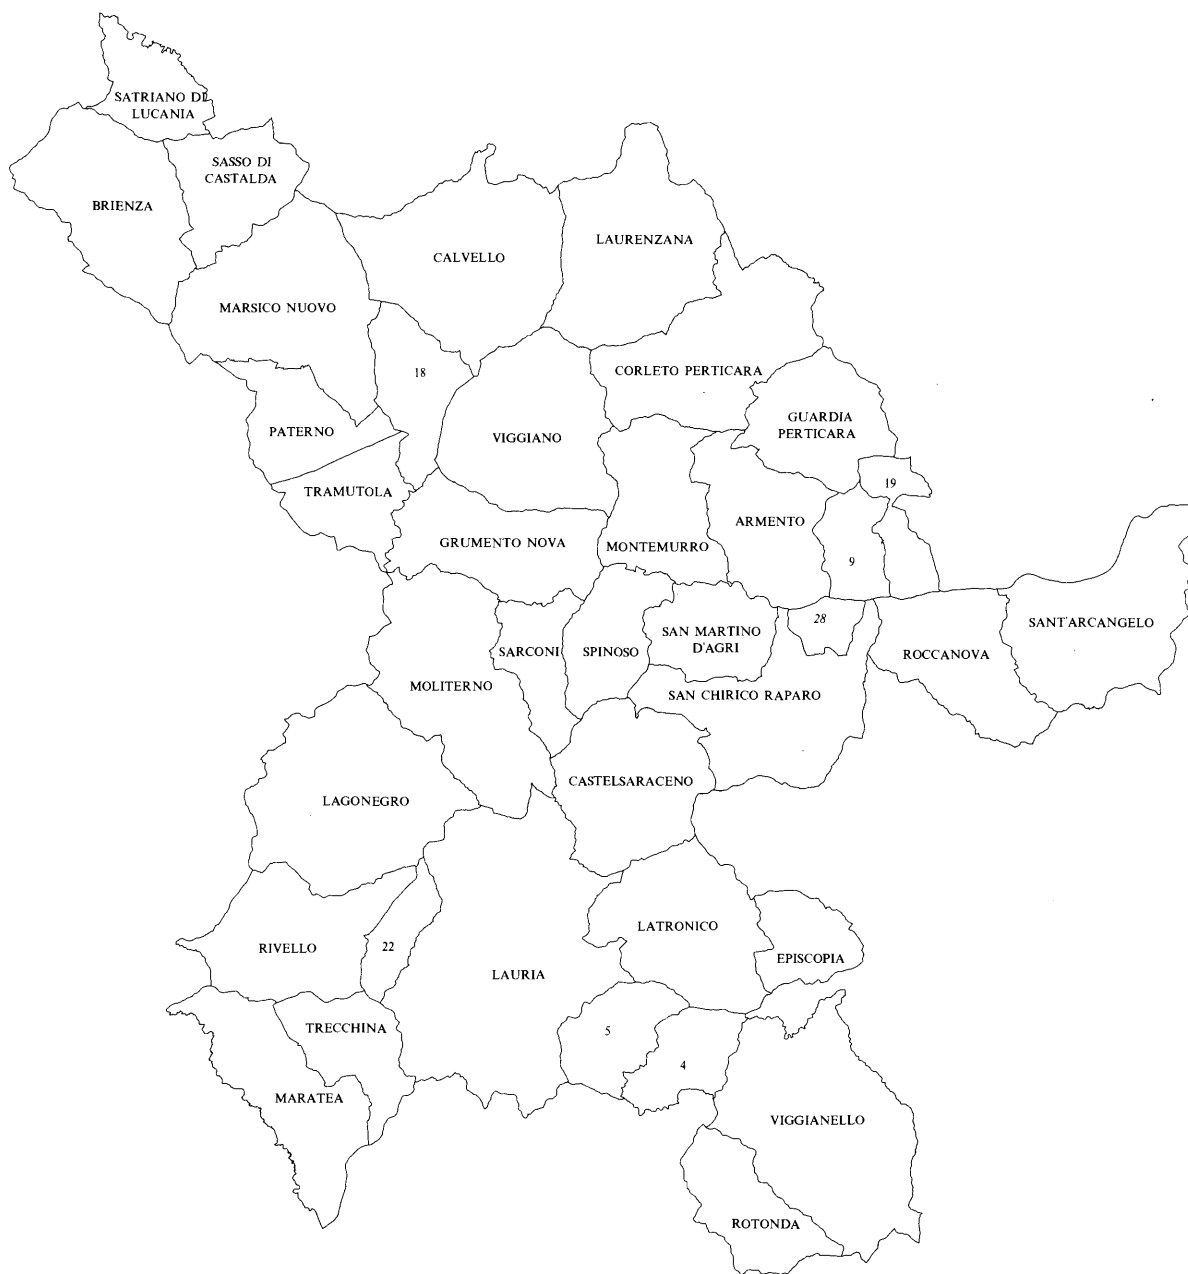 SATRIANO DI
LUCANIA
SASSO DI
CASTALDA
BRIENZA
LAURENZANA
CALVELLO
MARSICO NUOVO
18
CORLETO PERTICARA
GUARDIA
PERTICARA
PATERNO
VIGGIANO
19
TRAMUTOLA
ARMENTO
GRUMENTO NOVA
MONTEMURRO
9
28
SAN MARTINO
D'AGRI
SANT'ARCANGELO
SARCONI
SPINOSO
ROCCANOVA
MOLITERNO
SAN CHIRICO RAPARO
CASTELSARACENO
LAGONEGRO
LATRONICO
RIVELLO
22
EPISCOPIA
LAURIA
TRECCHINA
5
4
MARATEA
VIGGIANELLO
ROTONDA